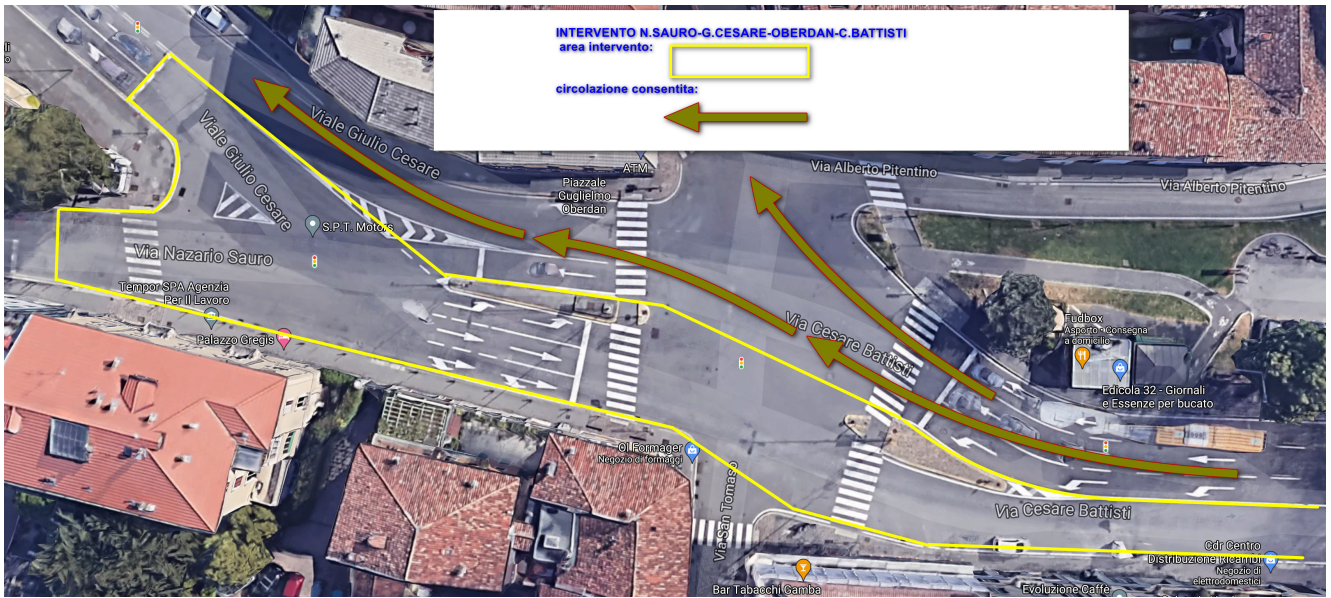 INTERVENTO N.SAURO-G.CESARE-OBERDAN-C.BATTISTI
area intervento:
circolazione consentita:
Viale Giulio Cesare
Viale Giulio Cesare
ATM
Piazzale
Guglielmo
Oberdan
Via Alberto Pitentino
Via Alberto Pitentino
S.P.T. Motors
Via Nazario Sauro
Tempor SPA Agenzia
Per Il Lavoro
Palazzo Gregis
Via Cesare Battisti
Fudbox
Asporto - Consegna
a domicilio
Edicola 32 - Giornali
e Essenze per bucato
Ol Formager
Negozio di formaggi
Via San Tomaso
Via Cesare Battisti
Cdr Centro
Distribuzione Ricambi
Negozio di
elettrodomestici
Bar Tabacchi Gamba
Evoluzione Caffè